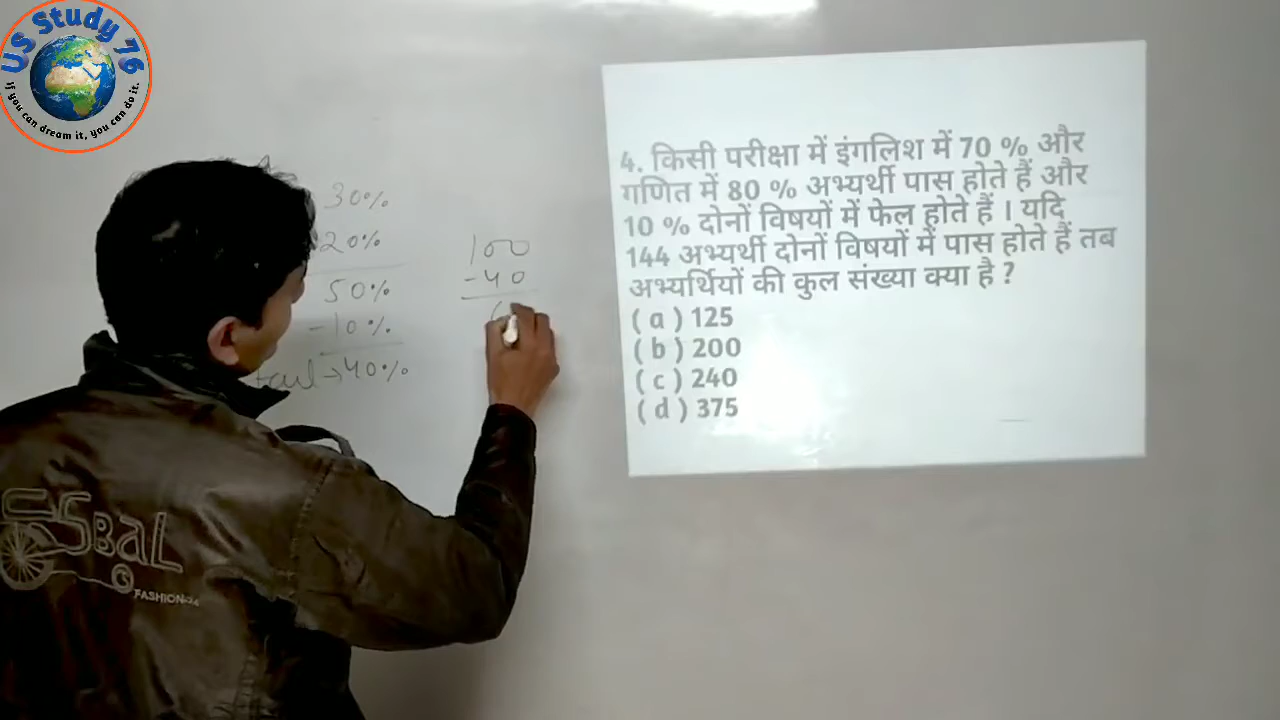 US Study 76
If you can dream it, you can do it.
30%
20%
50%
-10%
fail → 40%
100
-40
4. किसी परीक्षा में इंगलिश में 70 % और
गणित में 80 % अभ्यर्थी पास होते हैं और
10 % दोनों विषयों में फेल होते हैं । यदि
144 अभ्यर्थी दोनों विषयों में पास होते हैं तब
अभ्यर्थियों की कुल संख्या क्या है ?
( a ) 125
( b ) 200
( c ) 240
( d ) 375
SBaL
FASHION